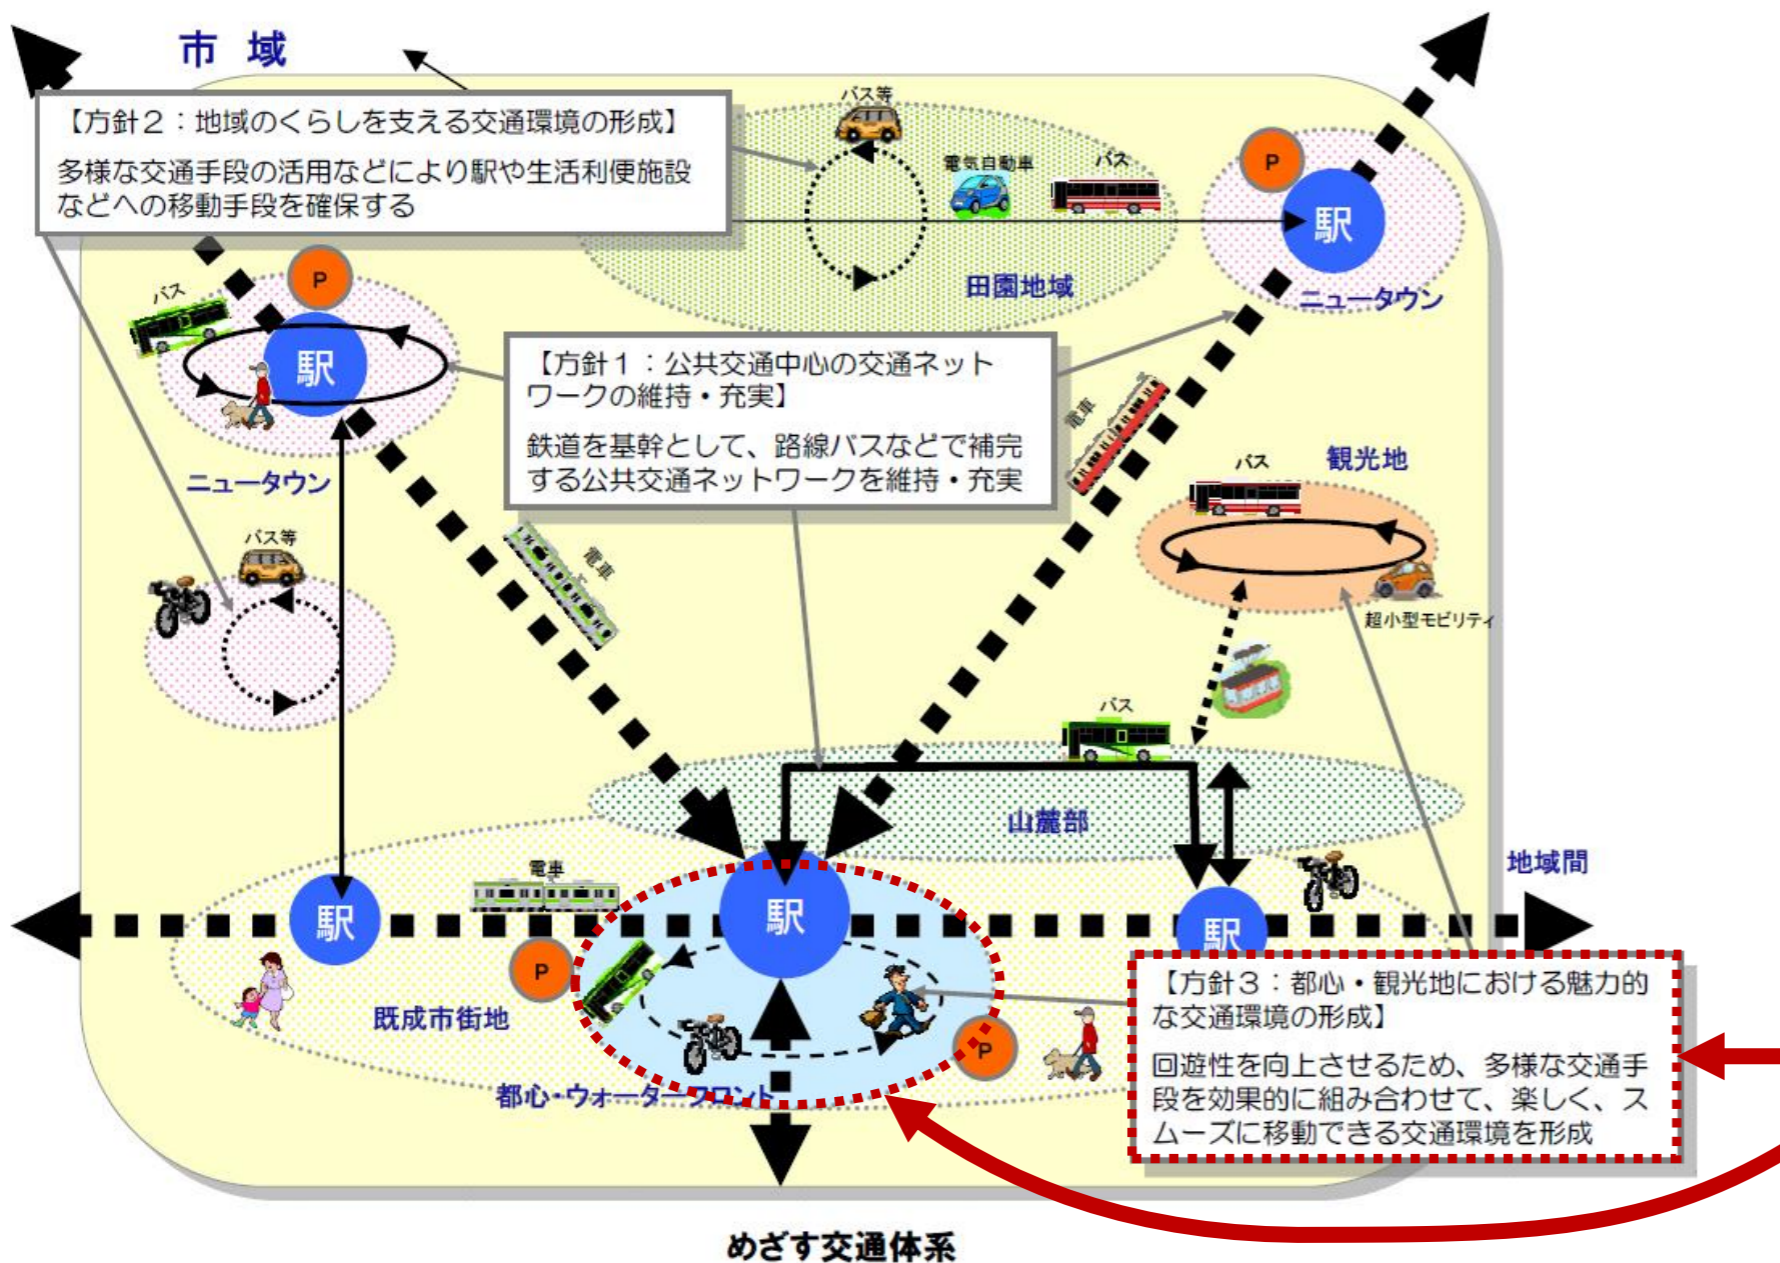 市 域
【方針２：地域のくらしを支える交通環境の形成】
多様な交通手段の活用などにより駅や生活利便施設
などへの移動手段を確保する
バス等
電気自動車
バス
P
駅
田園地域
ニュータウン
P
バス
駅
ニュータウン
【方針１：公共交通中心の交通ネット
ワークの維持・充実】
鉄道を基幹として、路線バスなどで補完
する公共交通ネットワークを維持・充実
電車
バス
観光地
電車
バス等
超小型モビリティ
バス
山麓部
地域間
電車
駅
駅
駅
P
既成市街地
P
都心・ウォーターフロント
【方針３：都心・観光地における魅力的
な交通環境の形成】
回遊性を向上させるため、多様な交通手
段を効果的に組み合わせて、楽しく、ス
ムーズに移動できる交通環境を形成
めざす交通体系